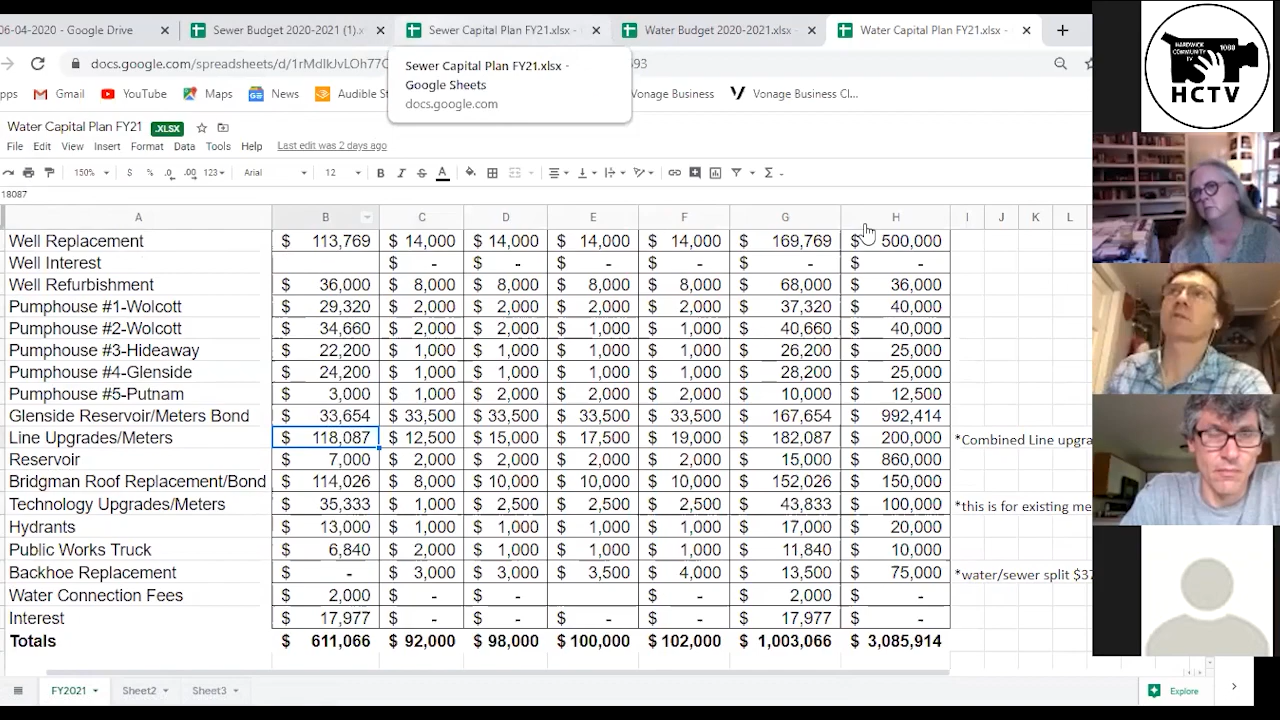 06-04-2020 - Google Drive × Sewer Budget 2020-2021 (1).x × Sewer Capital Plan FY21.xlsx - × Water Budget 2020-2021.xlsx × Water Capital Plan FY21.xlsx - × +
docs.google.com/spreadsheets/d/1rMdlkJvLOh77C 93
Sewer Capital Plan FY21.xlsx -
Google Sheets
docs.google.com
pps Gmail YouTube Maps News Audible St Vonage Business Vonage Business Cl...
Water Capital Plan FY21 .XLSX
File Edit View Insert Format Data Tools Help Last edit was 2 days ago
150% $ % .0 .00 123 Arial 12 B I S A
18087
A B C D E F G H I J K L
Well Replacement $ 113,769 $ 14,000 $ 14,000 $ 14,000 $ 14,000 $ 169,769 $ 500,000
Well Interest $ - $ - $ - $ - $ - $ -
Well Refurbishment $ 36,000 $ 8,000 $ 8,000 $ 8,000 $ 8,000 $ 68,000 $ 36,000
Pumphouse #1-Wolcott $ 29,320 $ 2,000 $ 2,000 $ 2,000 $ 2,000 $ 37,320 $ 40,000
Pumphouse #2-Wolcott $ 34,660 $ 2,000 $ 2,000 $ 1,000 $ 1,000 $ 40,660 $ 40,000
Pumphouse #3-Hideaway $ 22,200 $ 1,000 $ 1,000 $ 1,000 $ 1,000 $ 26,200 $ 25,000
Pumphouse #4-Glenside $ 24,200 $ 1,000 $ 1,000 $ 1,000 $ 1,000 $ 28,200 $ 25,000
Pumphouse #5-Putnam $ 3,000 $ 1,000 $ 2,000 $ 2,000 $ 2,000 $ 10,000 $ 12,500
Glenside Reservoir/Meters Bond $ 33,654 $ 33,500 $ 33,500 $ 33,500 $ 33,500 $ 167,654 $ 992,414
Line Upgrades/Meters $ 118,087 $ 12,500 $ 15,000 $ 17,500 $ 19,000 $ 182,087 $ 200,000 *Combined Line upgra
Reservoir $ 7,000 $ 2,000 $ 2,000 $ 2,000 $ 2,000 $ 15,000 $ 860,000
Bridgman Roof Replacement/Bond $ 114,026 $ 8,000 $ 10,000 $ 10,000 $ 10,000 $ 152,026 $ 150,000
Technology Upgrades/Meters $ 35,333 $ 1,000 $ 2,500 $ 2,500 $ 2,500 $ 43,833 $ 100,000 *this is for existing me
Hydrants $ 13,000 $ 1,000 $ 1,000 $ 1,000 $ 1,000 $ 17,000 $ 20,000
Public Works Truck $ 6,840 $ 2,000 $ 1,000 $ 1,000 $ 1,000 $ 11,840 $ 10,000
Backhoe Replacement $ - $ 3,000 $ 3,000 $ 3,500 $ 4,000 $ 13,500 $ 75,000 *water/sewer split $37
Water Connection Fees $ 2,000 $ - $ - $ - $ 2,000 $ -
Interest $ 17,977 $ - $ - $ - $ - $ 17,977 $ -
Totals $ 611,066 $ 92,000 $ 98,000 $ 100,000 $ 102,000 $ 1,003,066 $ 3,085,914
FY2021 Sheet2 Sheet3 Explore
HARDWICK
COMMUNITY
TV
1068
HCTV